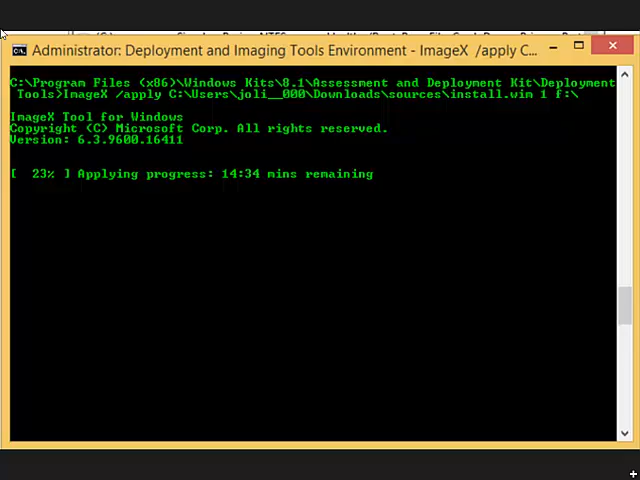 Administrator: Deployment and Imaging Tools Environment - ImageX /apply C...
C:\Program Files (x86)\Windows Kits\8.1\Assessment and Deployment Kit\Deployment
Tools>ImageX /apply C:\Users\joli__000\Downloads\sources\install.wim 1 f:\
ImageX Tool for Windows
Copyright (C) Microsoft Corp. All rights reserved.
Version: 6.3.9600.16411
[ 23% ] Applying progress: 14:34 mins remaining